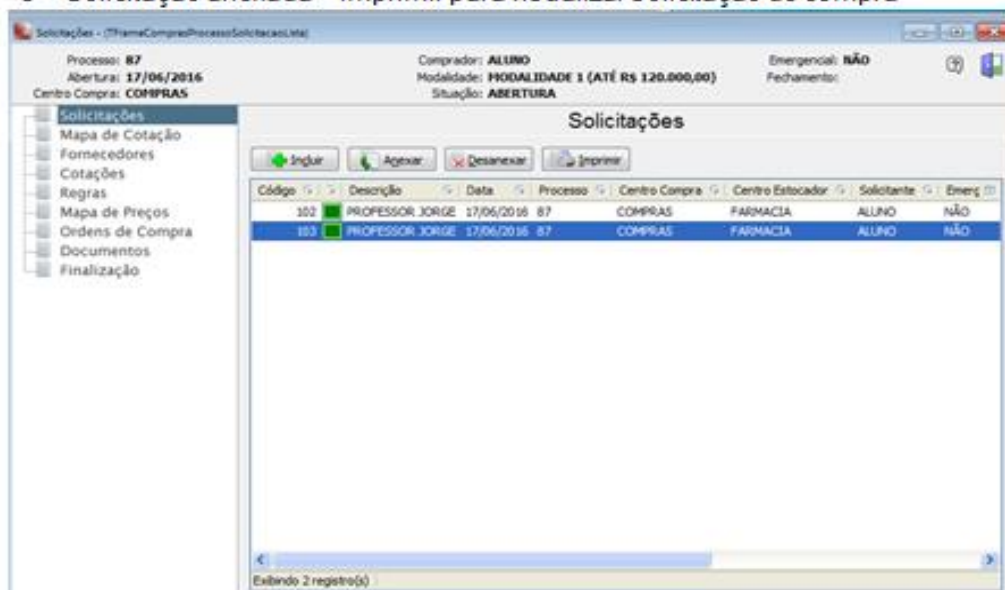 Solicitação anexada - Imprimir para visualizar solicitação de compra
Solicitações - (TframeComprasProcessoSolicitacaoLista)
Processo: 87
Comprador: ALUNO
Emergencial: NÃO
Abertura: 17/06/2016
Modalidade: MODALIDADE 1 (ATÉ R$ 120.000,00)
Fechamento:
Centro Compra: COMPRAS
Situação: ABERTURA
Solicitações
Mapa de Cotação
Fornecedores
Cotações
Regras
Mapa de Preços
Ordens de Compra
Documentos
Finalização
Solicitações
Incluir Anexar Desanexar Imprimir
Código Descrição Data Processo Centro Compra Centro Estocador Solicitante Emerg
102 PROFESSOR JORGE 17/06/2016 87 COMPRAS FARMACIA ALUNO NÃO
103 PROFESSOR JORGE 17/06/2016 87 COMPRAS FARMACIA ALUNO NÃO
Exibindo 2 registro(s)